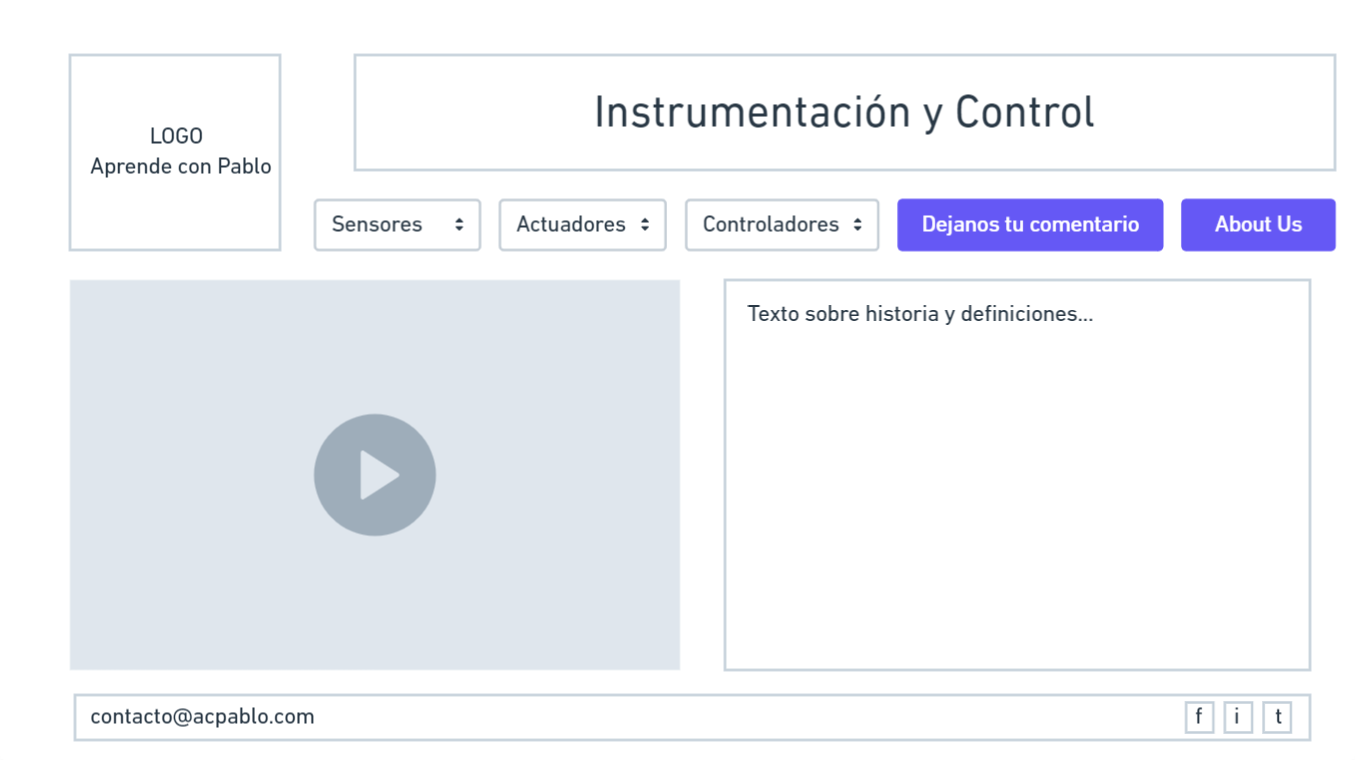 LOGO
Aprende con Pablo
Instrumentación y Control
Sensores
Actuadores
Controladores
Dejanos tu comentario
About Us
Texto sobre historia y definiciones...
contacto@acpablo.com
f
i
t